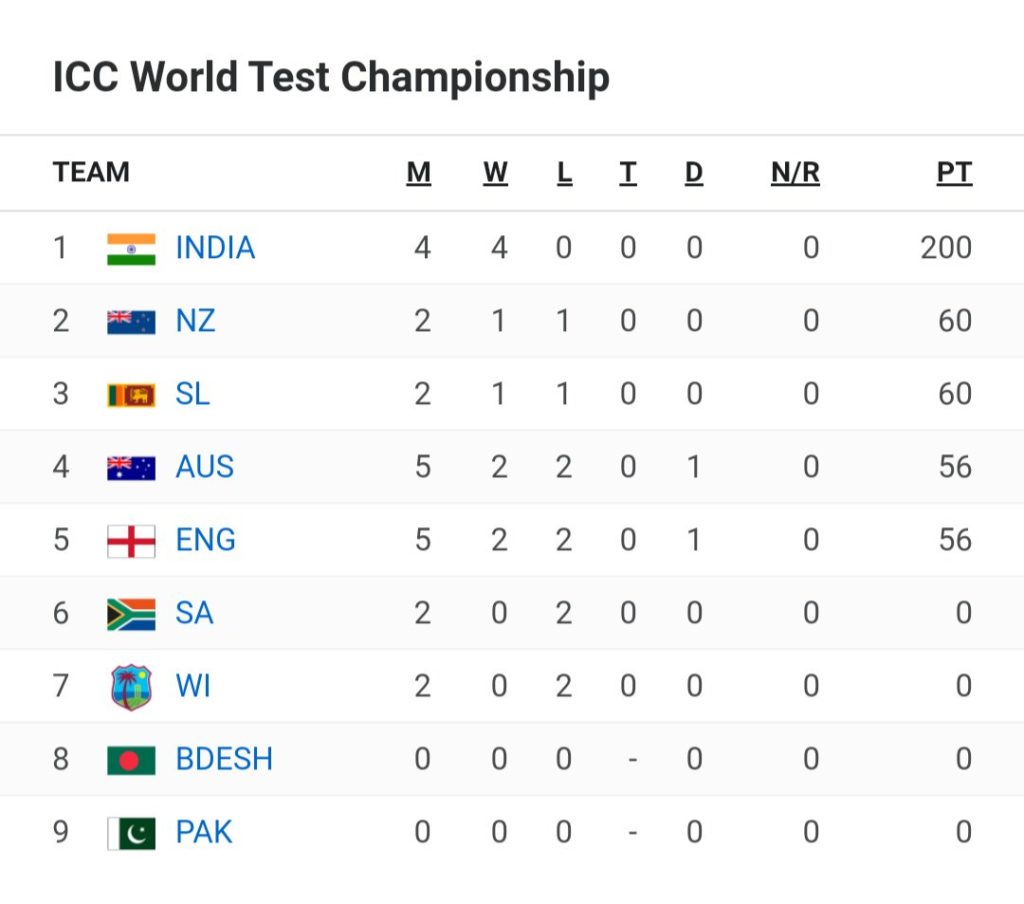 ICC World Test Championship
TEAM M W L T D N/R PT
1 INDIA 4 4 0 0 0 0 200
2 NZ 2 1 1 0 0 0 60
3 SL 2 1 1 0 0 0 60
4 AUS 5 2 2 0 1 0 56
5 ENG 5 2 2 0 1 0 56
6 SA 2 0 2 0 0 0 0
7 WI 2 0 2 0 0 0 0
8 BDESH 0 0 0 - 0 0 0
9 PAK 0 0 0 - 0 0 0